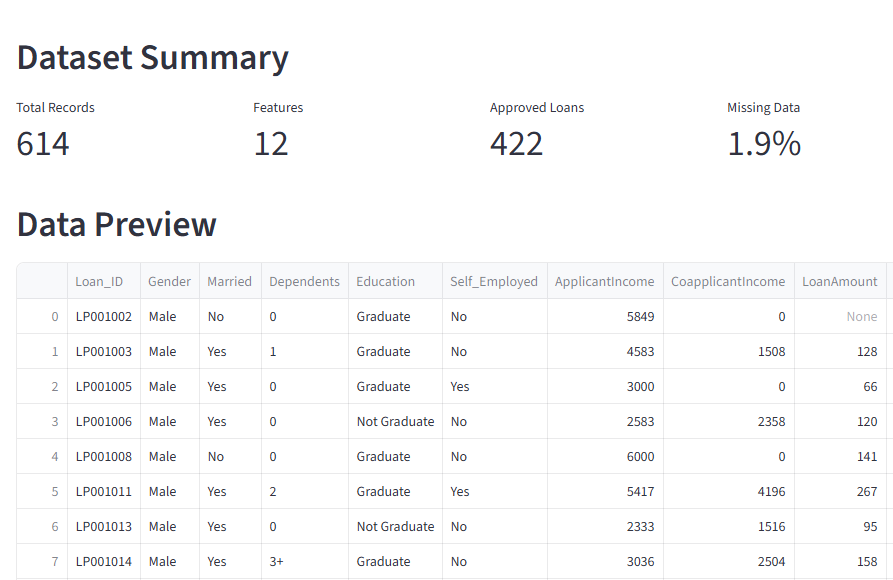 Dataset Summary
Total Records Features Approved Loans Missing Data
614 12 422 1.9%
Data Preview
Loan_ID Gender Married Dependents Education Self_Employed ApplicantIncome CoapplicantIncome LoanAmount
0 LP001002 Male No 0 Graduate No 5849 0 None
1 LP001003 Male Yes 1 Graduate No 4583 1508 128
2 LP001005 Male Yes 0 Graduate Yes 3000 0 66
3 LP001006 Male Yes 0 Not Graduate No 2583 2358 120
4 LP001008 Male No 0 Graduate No 6000 0 141
5 LP001011 Male Yes 2 Graduate Yes 5417 4196 267
6 LP001013 Male Yes 0 Not Graduate No 2333 1516 95
7 LP001014 Male Yes 3+ Graduate No 3036 2504 158